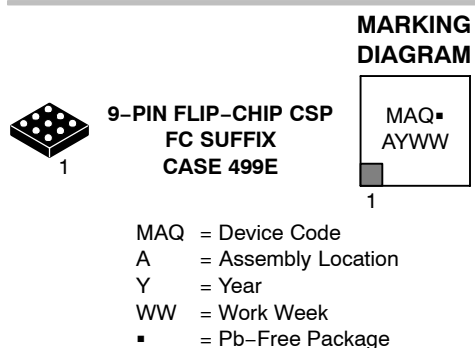 MARKING
DIAGRAM
9−PIN FLIP−CHIP CSP
FC SUFFIX
CASE 499E
1
MAQ▪
AYWW
1
MAQ = Device Code
A = Assembly Location
Y = Year
WW = Work Week
▪ = Pb−Free Package